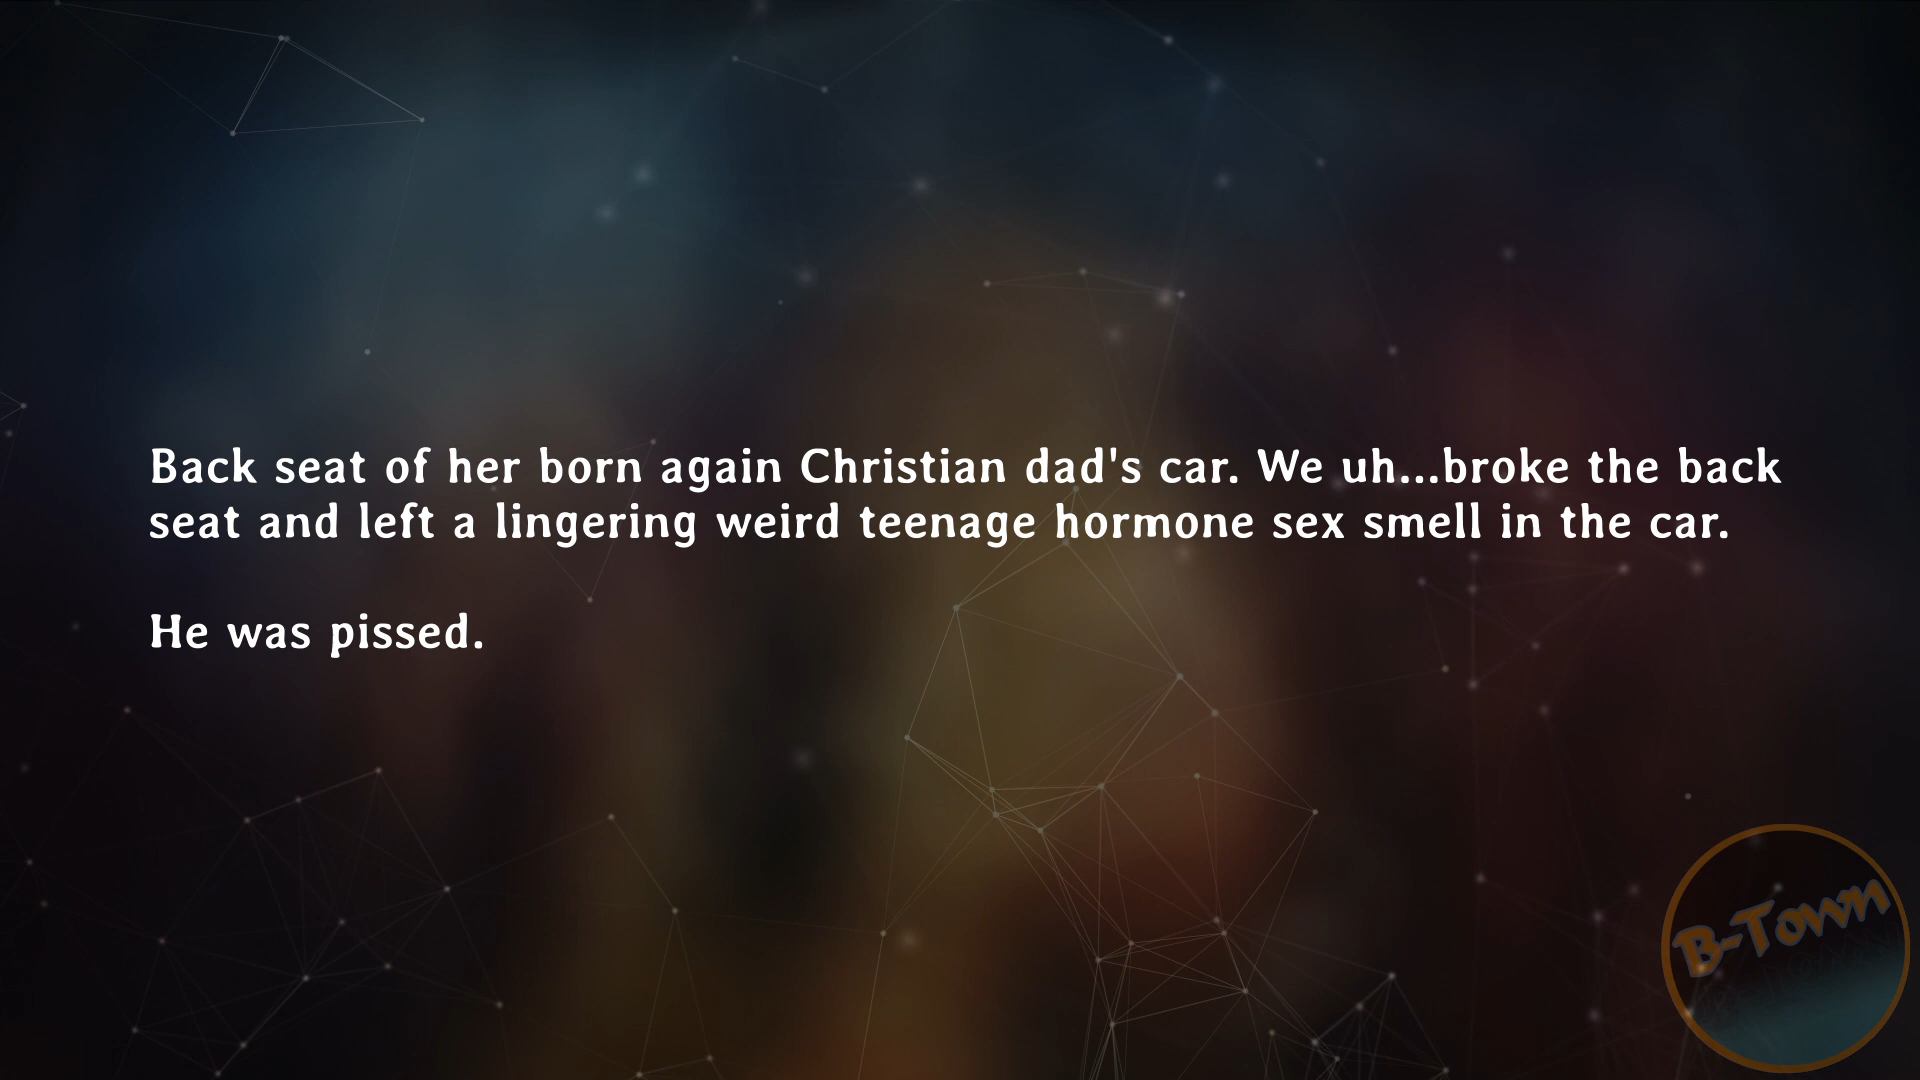 Back seat of her born again Christian dad's car. We uh...broke the back
seat and left a lingering weird teenage hormone sex smell in the car.
He was pissed.
B-Town